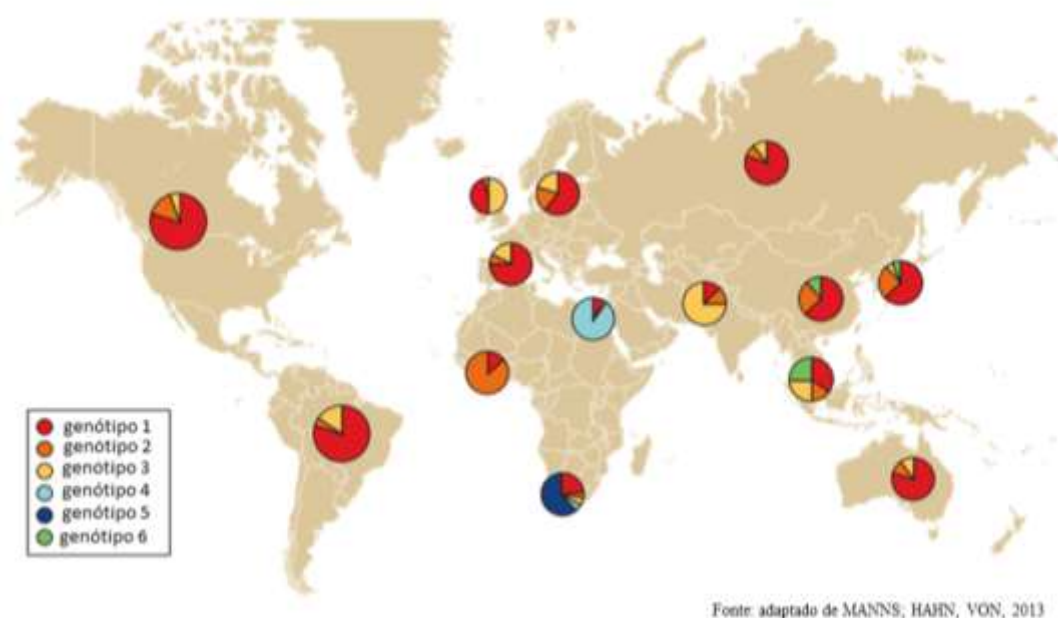 genótipo 1
genótipo 2
genótipo 3
genótipo 4
genótipo 5
genótipo 6
Fonte: adaptado de MANNS; HAHN, VON, 2013